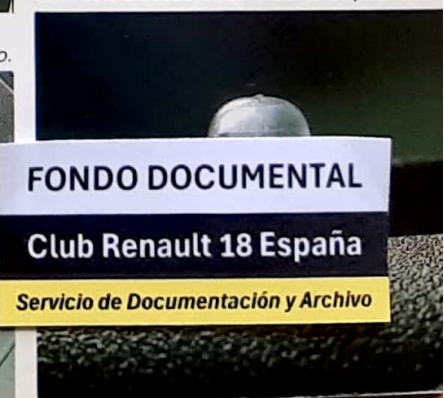 FONDO DOCUMENTAL
Club Renault 18 España
Servicio de Documentación y Archivo